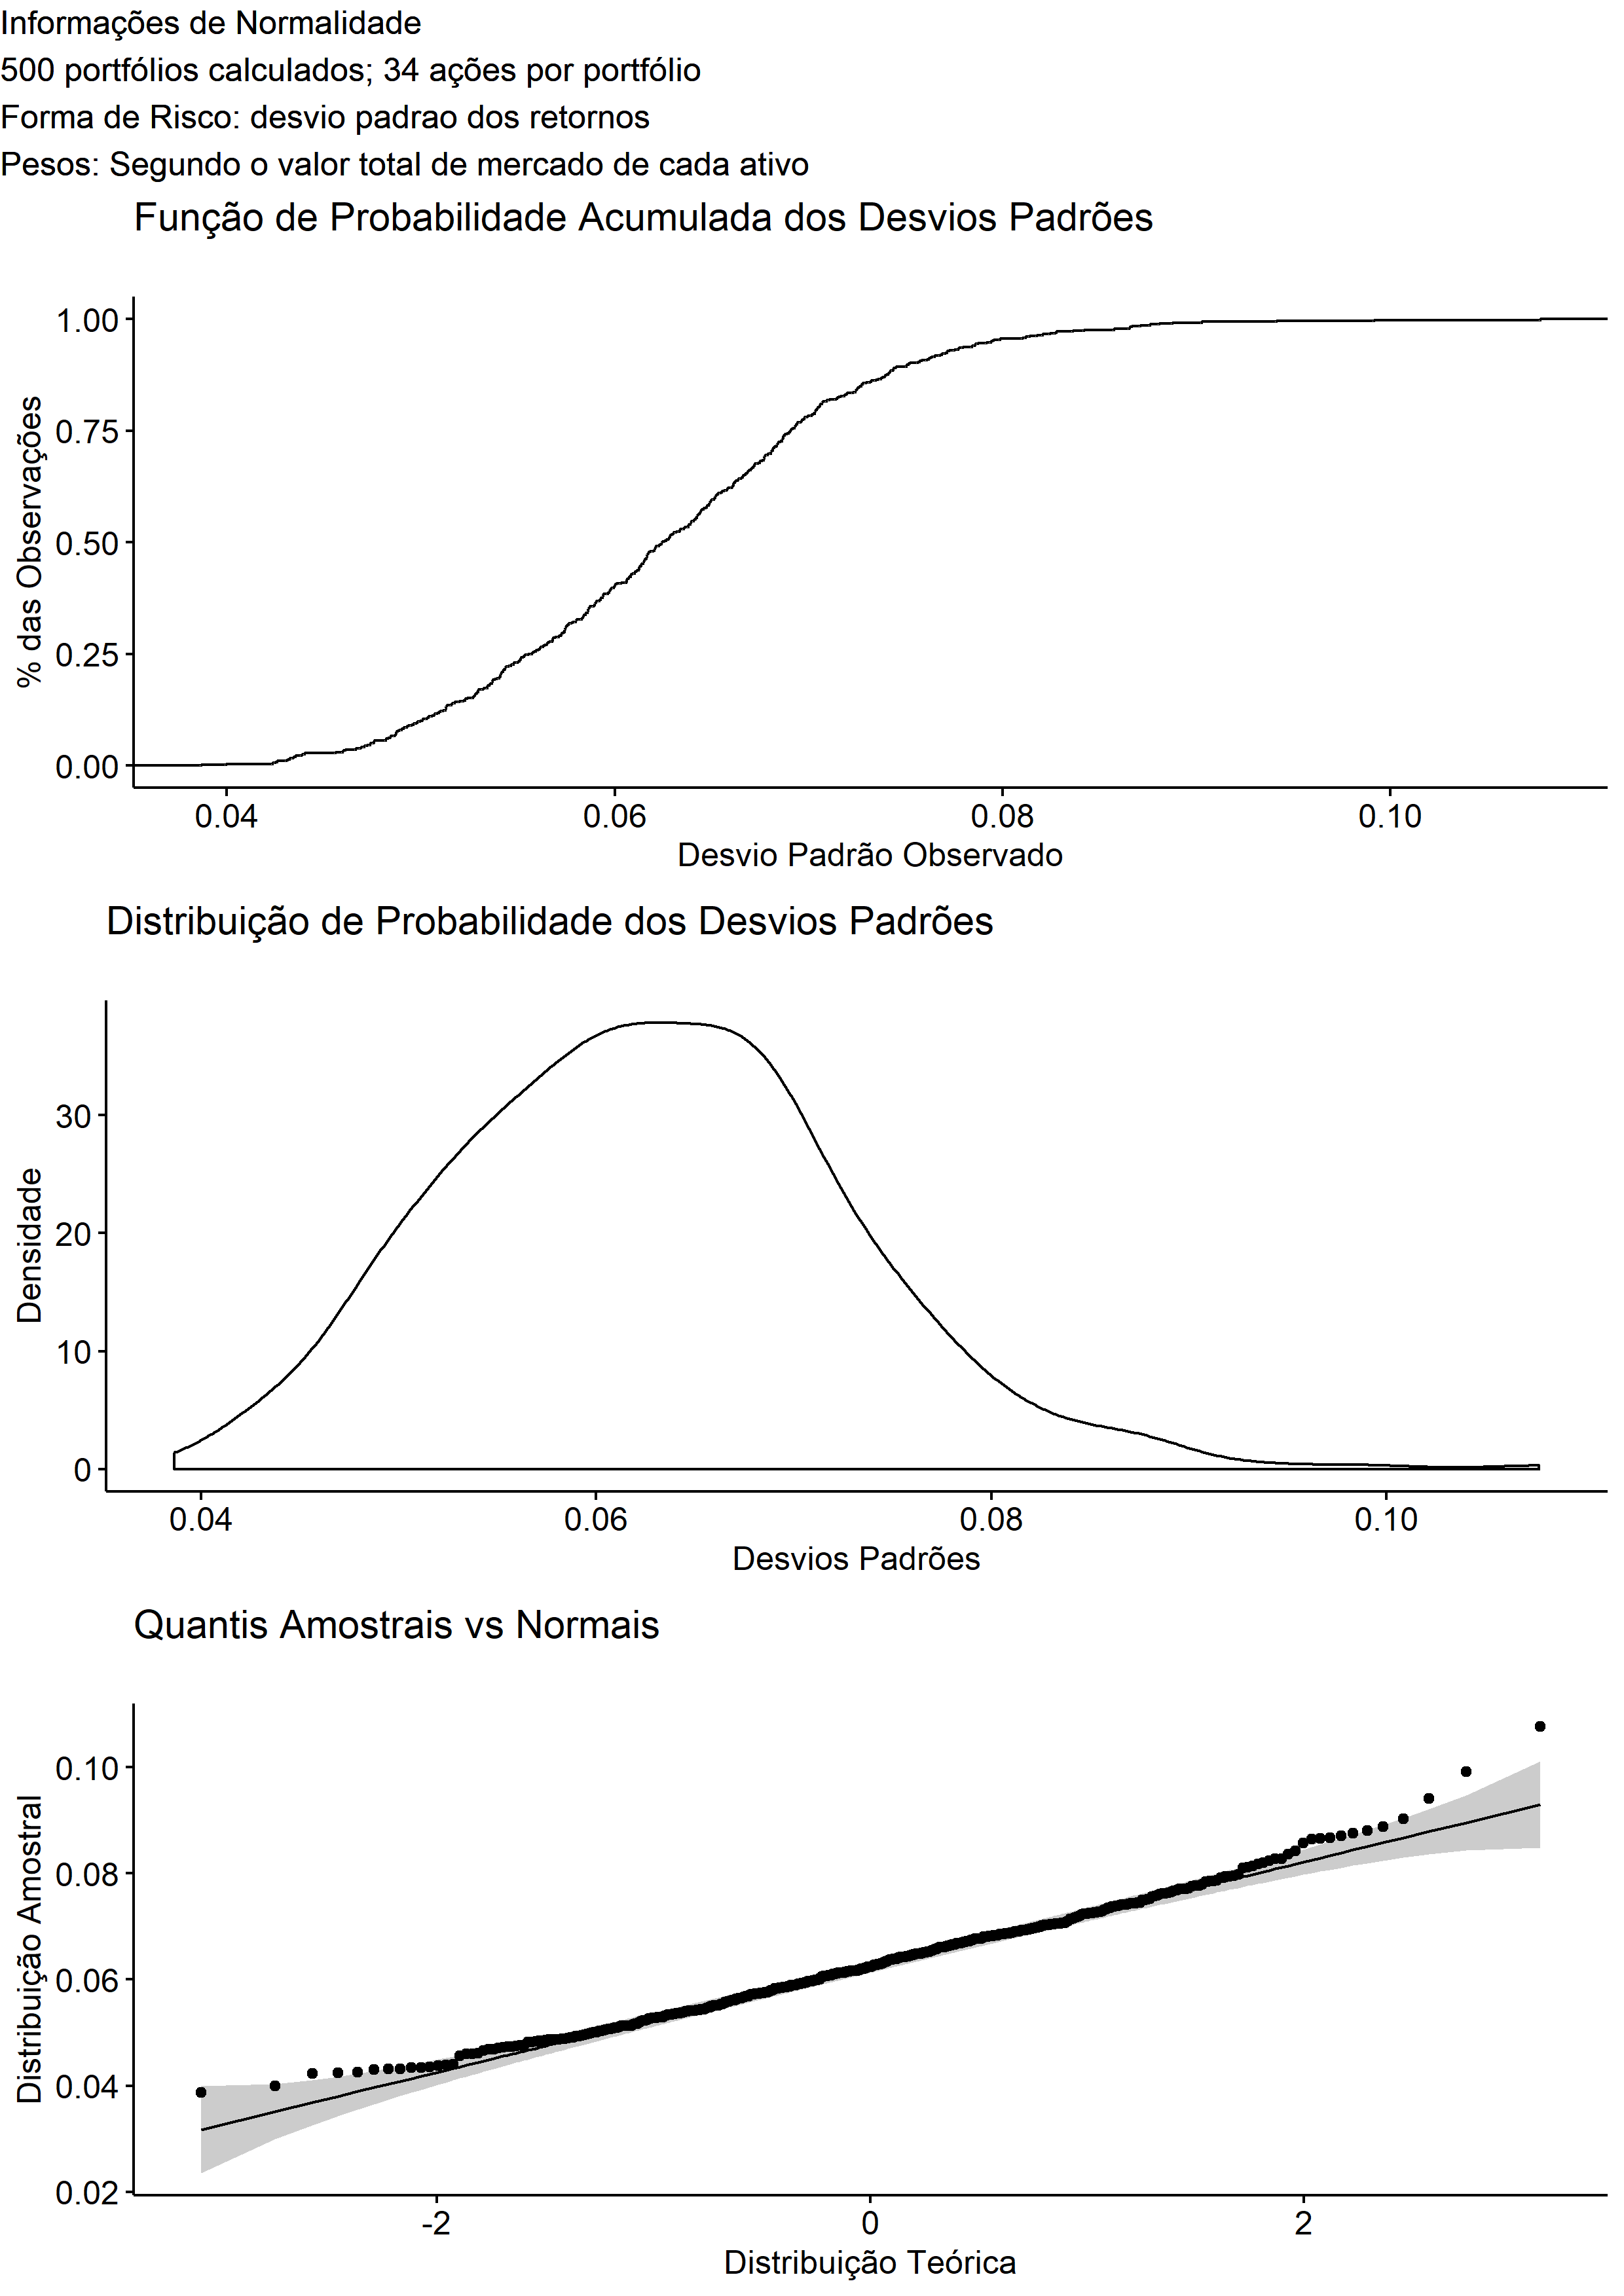 Informações de Normalidade
500 portfólios calculados; 34 ações por portfólio
Forma de Risco: desvio padrao dos retornos
Pesos: Segundo o valor total de mercado de cada ativo
Função de Probabilidade Acumulada dos Desvios Padrões
% das Observações
1.00
0.75
0.50
0.25
0.00
0.04 0.06 0.08 0.10
Desvio Padrão Observado
Distribuição de Probabilidade dos Desvios Padrões
Densidade
30
20
10
0
0.04 0.06 0.08 0.10
Desvios Padrões
Quantis Amostrais vs Normais
Distribuição Amostral
0.10
0.08
0.06
0.04
0.02
-2 0 2
Distribuição Teórica